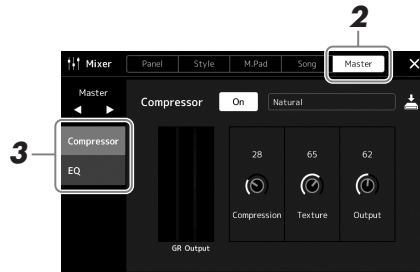 2
Mixer Panel Style M.Pad Song Master
Master
Compressor On Natural
3
Compressor
EQ
28 65 62
Compression Texture Output
GR Output